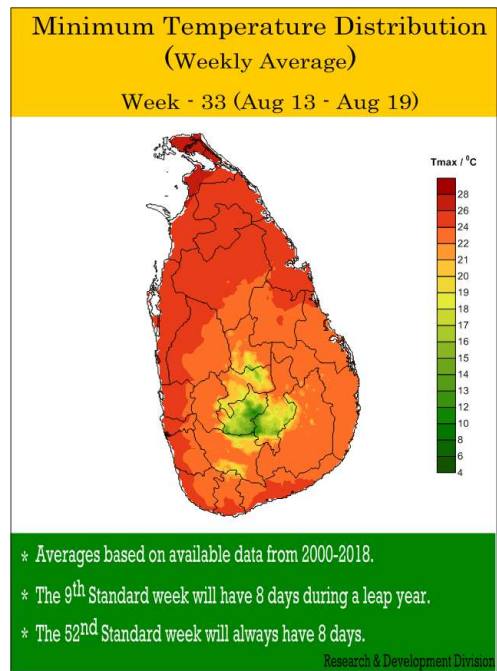 Minimum Temperature Distribution
(Weekly Average)
Week - 33 (Aug 13 - Aug 19)
Tmax / ⁰C
28
26
24
22
21
20
19
18
17
16
15
14
13
12
10
8
6
4
* Averages based on available data from 2000-2018.
* The 9th Standard week will have 8 days during a leap year.
* The 52nd Standard week will always have 8 days.
Research & Development Division